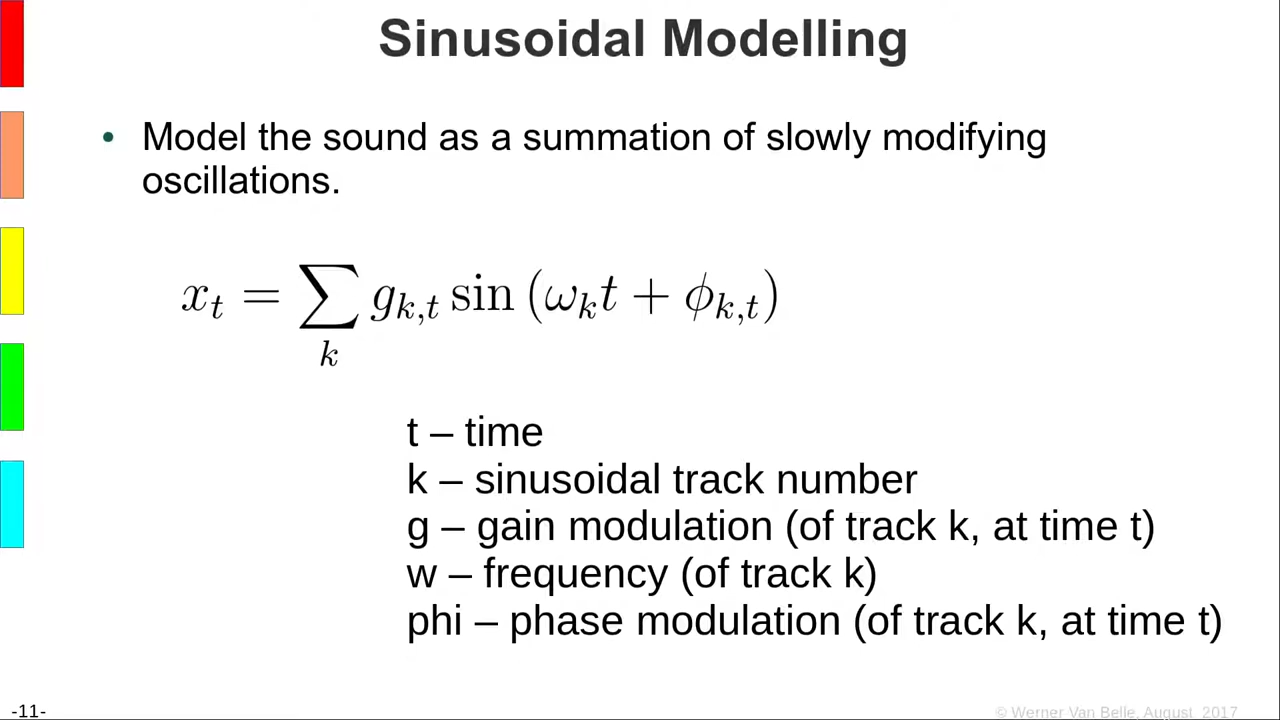 Sinusoidal Modelling
• Model the sound as a summation of slowly modifying
oscillations.
x_t = ∑_k g_{k,t} sin (ω_k t + ϕ_{k,t})
t – time
k – sinusoidal track number
g – gain modulation (of track k, at time t)
w – frequency (of track k)
phi – phase modulation (of track k, at time t)
-11-
© Werner Van Belle, August 2017